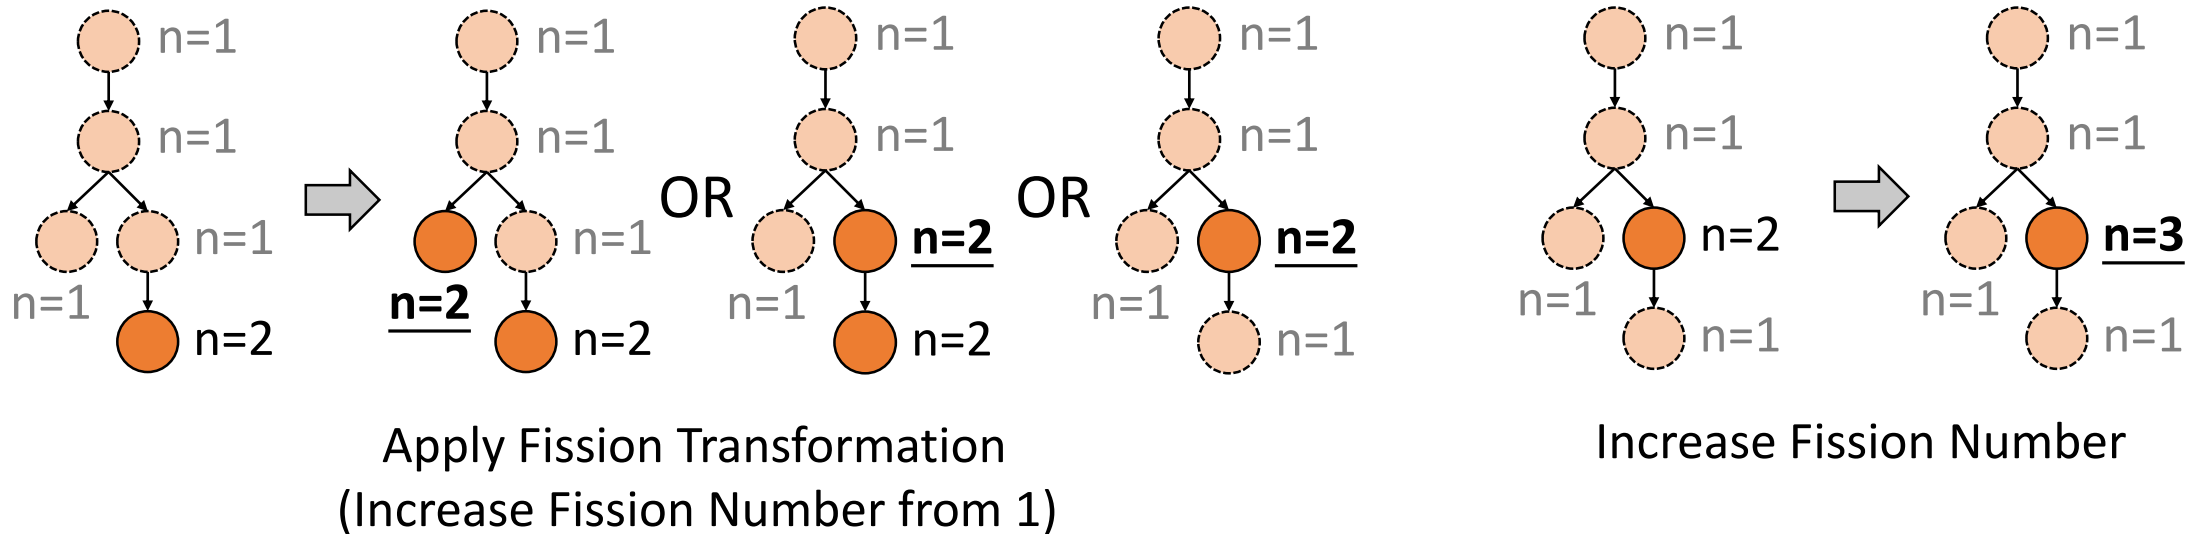 n=1
n=1
n=1
n=1
n=2
n=1
n=1
n=2
n=1
n=2
OR
n=1
n=1
n=1
n=2
n=2
OR
n=1
n=1
n=1
n=2
n=1
Apply Fission Transformation
(Increase Fission Number from 1)
n=1
n=1
n=1
n=2
n=1
n=1
n=1
n=1
n=3
n=1
Increase Fission Number